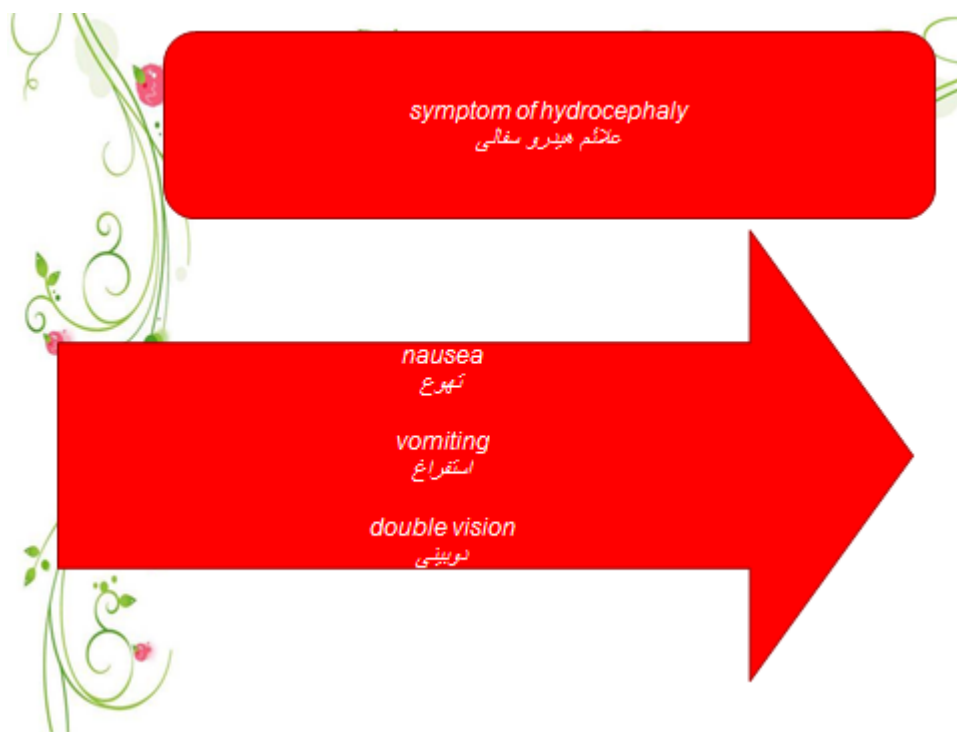 symptom of hydrocephaly
علائم هیدرو سفالی
nausea
تهوع
vomiting
استفراغ
double vision
دوبینی